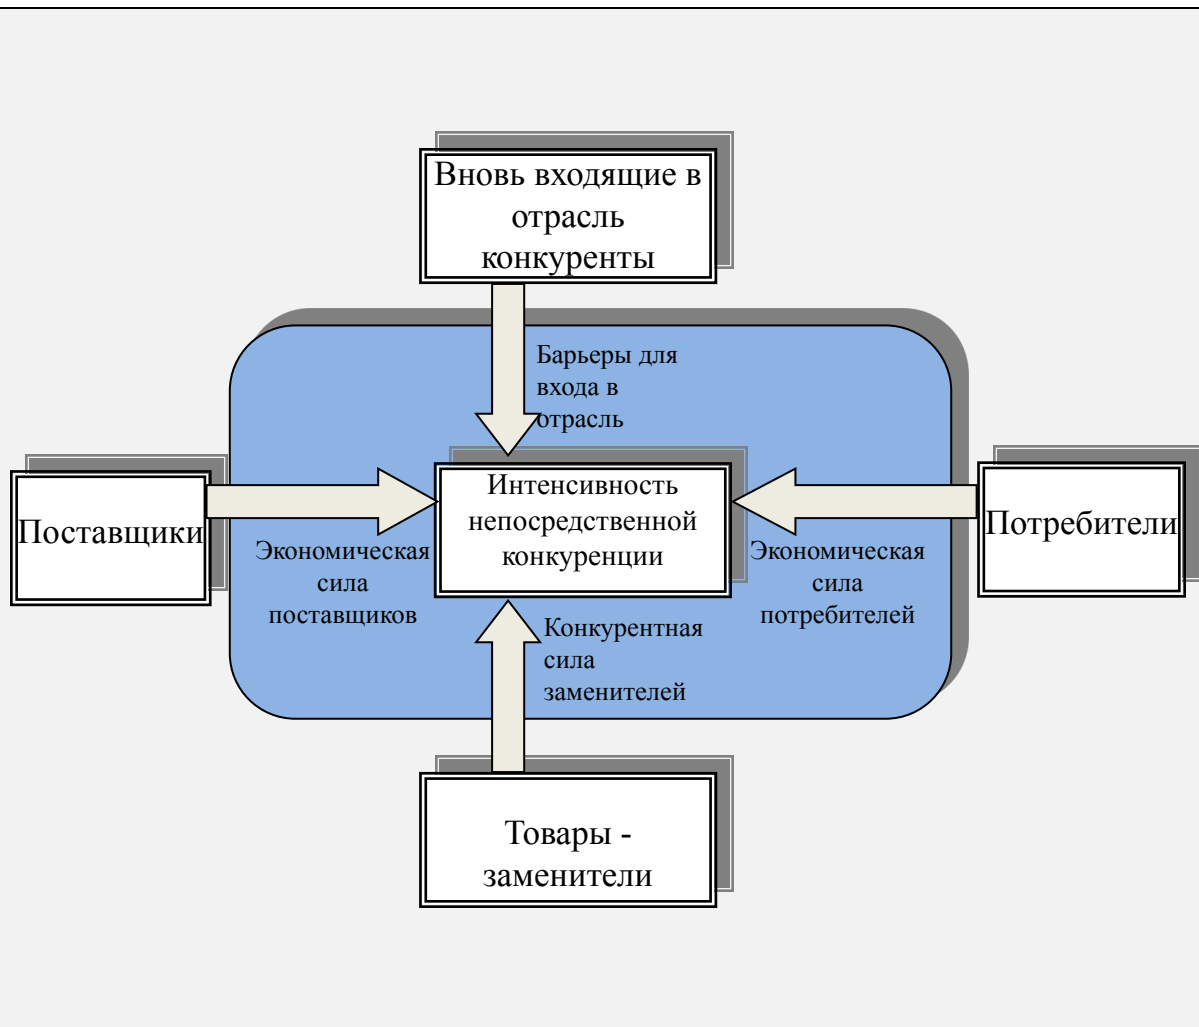 Вновь входящие в
отрасль
конкуренты
Барьеры для
входа в
отрасль
Поставщики
Экономическая
сила
поставщиков
Интенсивность
непосредственной
конкуренции
Экономическая
сила
потребителей
Потребители
Конкурентная
сила
заменителей
Товары -
заменители